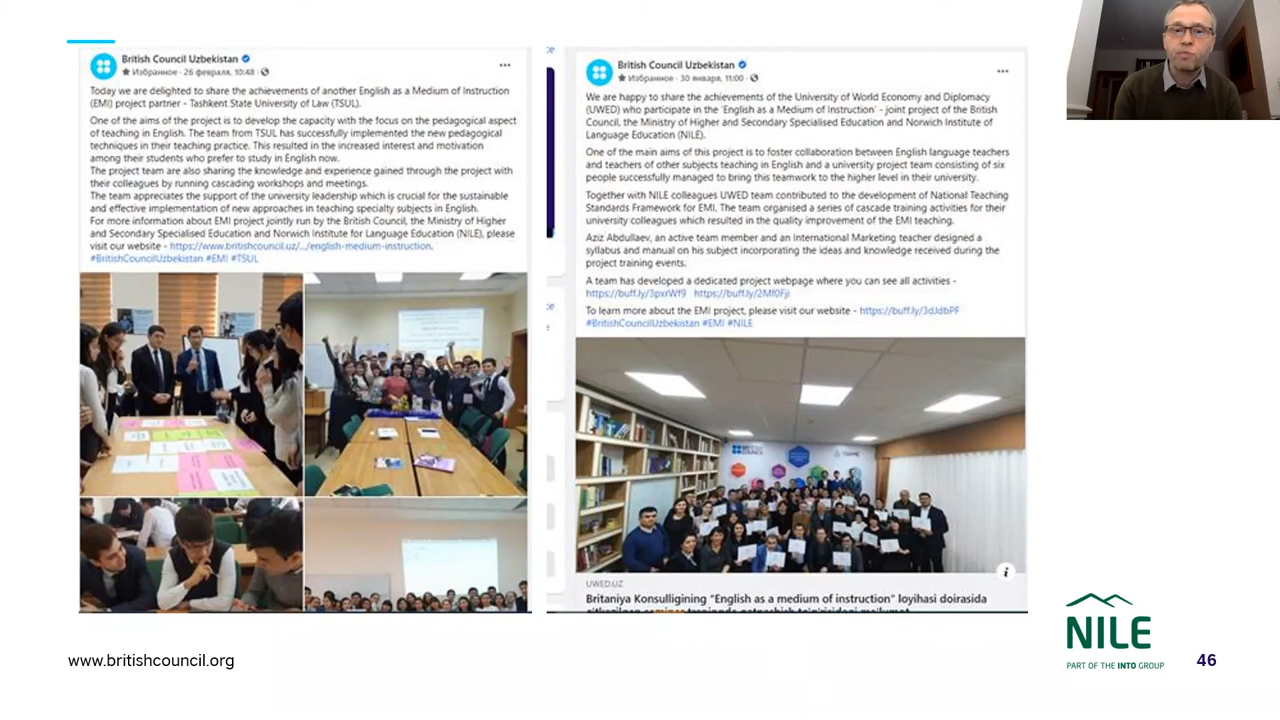 British Council Uzbekistan
Избранное · 26 февраля, 10:48 ·
Today we are delighted to share the achievements of another English as a Medium of Instruction
(EMI) project partner - Tashkent State University of Law (TSUL).
One of the aims of the project is to develop the capacity with the focus on the pedagogical aspect
of teaching in English. The team from TSUL has successfully implemented the new pedagogical
techniques in their teaching practice. This resulted in the increased interest and motivation
among their students who prefer to study in English now.
The project team are also sharing the knowledge and experience gained through the project with
their colleagues by running cascading workshops and meetings.
The team appreciates the support of the university leadership which is crucial for the sustainable
and effective implementation of new approaches in teaching specialty subjects in English.
For more information about EMI project jointly run by the British Council, the Ministry of Higher
and Secondary Specialised Education and Norwich Institute for Language Education (NILE), please
visit our website - https://www.britishcouncil.uz/.../english-medium-instruction.
#BritishCouncilUzbekistan #EMI #TSUL
British Council Uzbekistan
Избранное · 30 января, 11:00 ·
We are happy to share the achievements of the University of World Economy and Diplomacy
(UWED) who participate in the `English as a Medium of Instruction` - joint project of the British
Council, the Ministry of Higher and Secondary Specialised Education and Norwich Institute of
Language Education (NILE).
One of the main aims of this project is to foster collaboration between English language teachers
and teachers of other subjects teaching in English and a university project team consisting of six
people successfully managed to bring this teamwork to the higher level in their university.
Together with NILE colleagues UWED team contributed to the development of National Teaching
Standards Framework for EMI. The team organised a series of cascade training activities for their
university colleagues which resulted in the quality improvement of the EMI teaching.
Aziz Abdullaev, an active team member and an International Marketing teacher designed a
syllabus and manual on his subject incorporating the ideas and knowledge received during the
project training events.
A team has developed a dedicated project webpage where you can see all activities -
https://buff.ly/3pxrWf9 https://buff.ly/2Mf0Fji
To learn more about the EMI project, please visit our website - https://buff.ly/3dJdbPF
#BritishCouncilUzbekistan #EMI #NILE
BRITISH
COUNCIL
UWED.UZ
Britaniya Konsulligining "English as a medium of instruction" loyihasi doirasida
www.britishcouncil.org
NILE
PART OF THE INTO GROUP
46